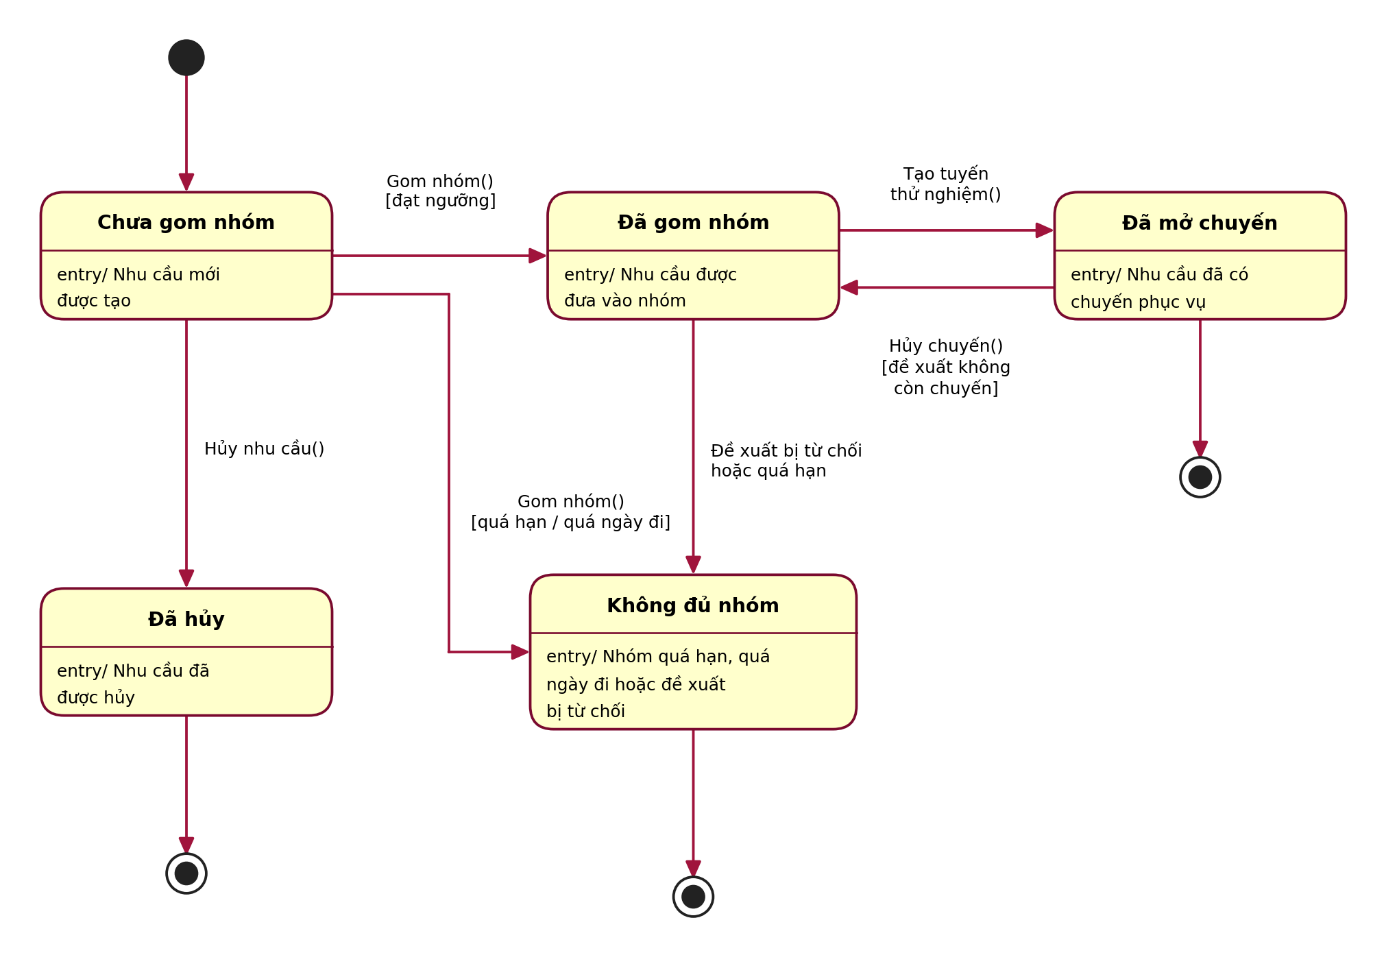 Gom nhóm()
[đạt ngưỡng]
Tạo tuyến
thử nghiệm()
Chưa gom nhóm
entry/ Nhu cầu mới
được tạo
Đã gom nhóm
entry/ Nhu cầu được
đưa vào nhóm
Đã mở chuyến
entry/ Nhu cầu đã có
chuyến phục vụ
Hủy chuyến()
[đề xuất không
còn chuyến]
Hủy nhu cầu()
Đề xuất bị từ chối
hoặc quá hạn
Gom nhóm()
[quá hạn / quá ngày đi]
Đã hủy
entry/ Nhu cầu đã
được hủy
Không đủ nhóm
entry/ Nhóm quá hạn, quá
ngày đi hoặc đề xuất
bị từ chối